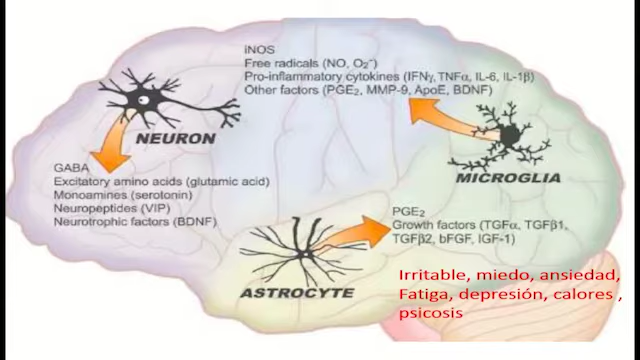 iNOS
Free radicals (NO, O₂⁻)
Pro-inflammatory cytokines (IFNγ, TNFα, IL-6, IL-1β)
Other factors (PGE₂, MMP-9, ApoE, BDNF)
NEURON
MICROGLIA
GABA
Excitatory amino acids (glutamic acid)
Monoamines (serotonin)
Neuropeptides (VIP)
Neurotrophic factors (BDNF)
PGE₂
Growth factors (TGFα, TGFβ1,
TGFβ2, bFGF, IGF-1)
ASTROCYTE
Irritable, miedo, ansiedad,
Fatiga, depresión, calores ,
psicosis